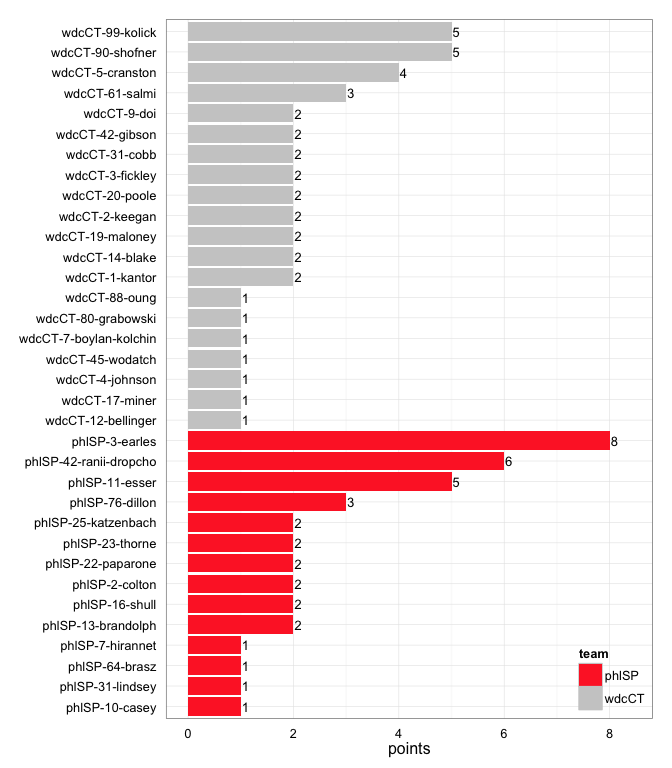 wdcCT-99-kolick 5
wdcCT-90-shofner 5
wdcCT-5-cranston 4
wdcCT-61-salmi 3
wdcCT-9-doi 2
wdcCT-42-gibson 2
wdcCT-31-cobb 2
wdcCT-3-fickley 2
wdcCT-20-poole 2
wdcCT-2-keegan 2
wdcCT-19-maloney 2
wdcCT-14-blake 2
wdcCT-1-kantor 2
wdcCT-88-oung 1
wdcCT-80-grabowski 1
wdcCT-7-boylan-kolchin 1
wdcCT-45-wodatch 1
wdcCT-4-johnson 1
wdcCT-17-miner 1
wdcCT-12-bellinger 1
phlSP-3-earles 8
phlSP-42-ranii-dropcho 6
phlSP-11-esser 5
phlSP-76-dillon 3
phlSP-25-katzenbach 2
phlSP-23-thorne 2
phlSP-22-paparone 2
phlSP-2-colton 2
phlSP-16-shull 2
phlSP-13-brandolph 2
phlSP-7-hirannet 1
phlSP-64-brasz 1
phlSP-31-lindsey 1
phlSP-10-casey 1
team
phlSP
wdcCT
0 2 4 6 8
points